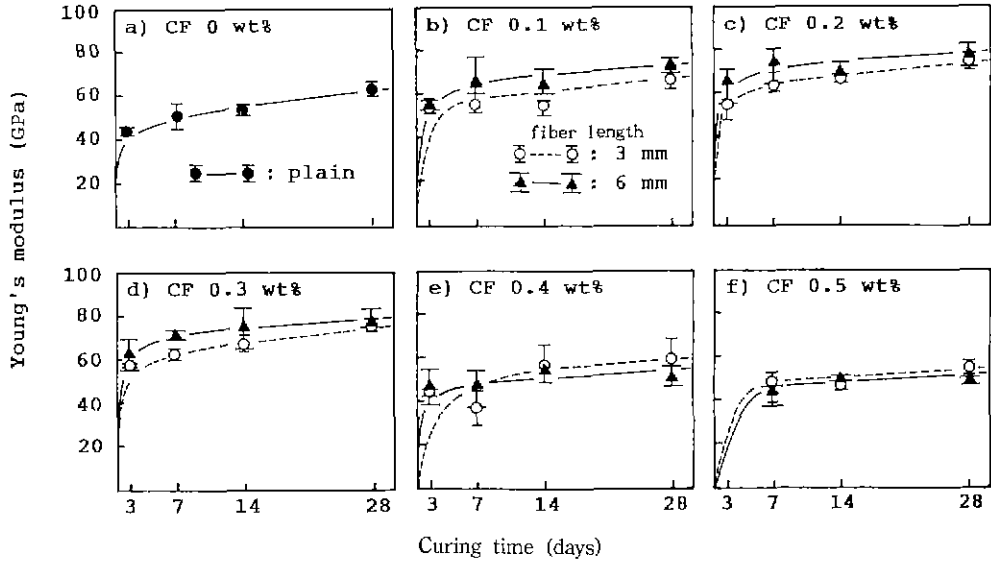 Young's modulus (GPa)
100
80
60
40
20
a) CF 0 wt%
: plain
b) CF 0.1 wt%
fiber length
: 3 mm
: 6 mm
c) CF 0.2 wt%
100
80
60
40
20
d) CF 0.3 wt%
e) CF 0.4 wt%
f) CF 0.5 wt%
3 7 14 28
3 7 14 28
3 7 14 28
Curing time (days)